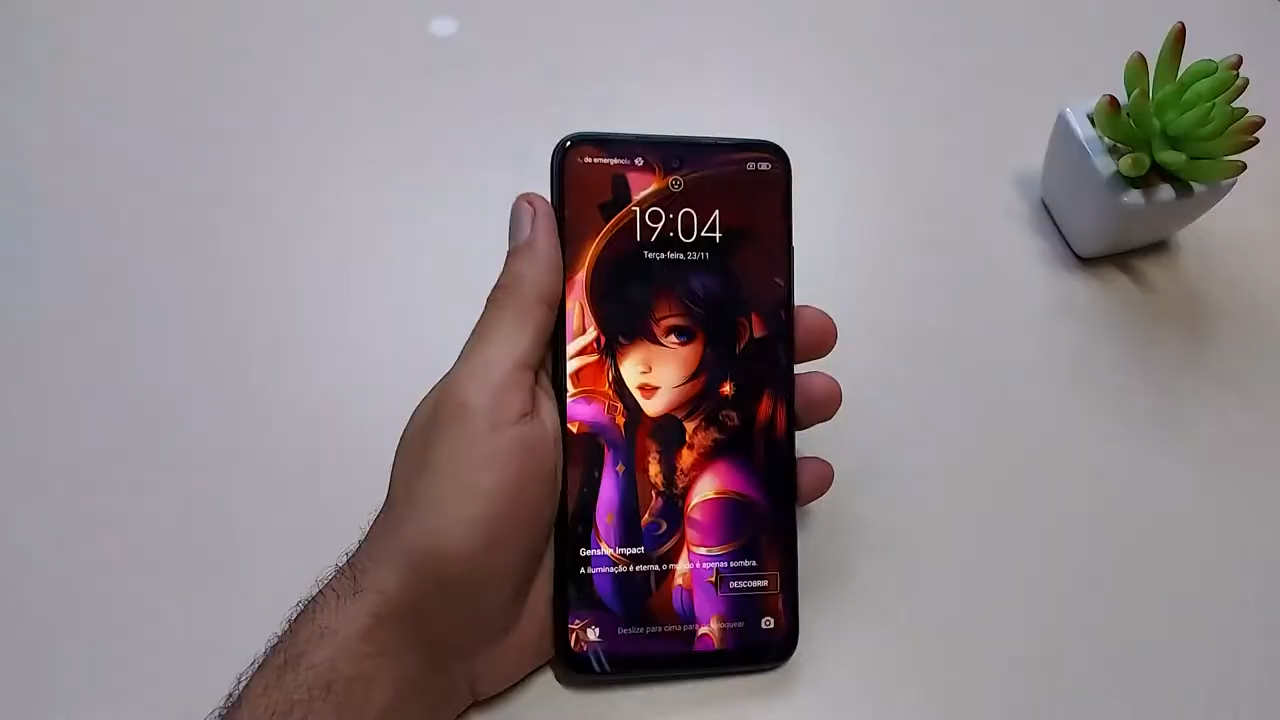 de emergência
19:04
Terça-feira, 23/11
Genshin Impact
A iluminação é eterna, o mundo é apenas sombra.
DESCOBRIR
Deslize para cima para desbloquear